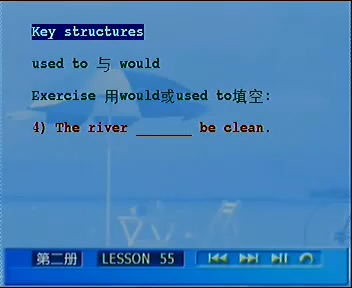 Key structures
used to 与 would
Exercise 用would或used to填空:
4) The river _______ be clean.
第二册 LESSON 55